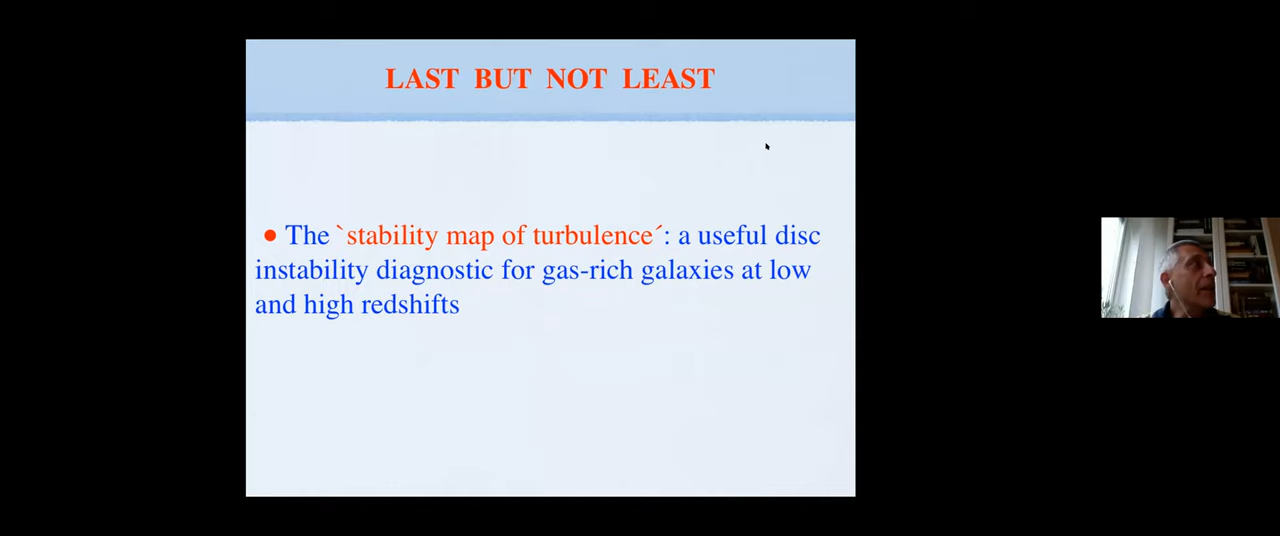 LAST BUT NOT LEAST
● The `stability map of turbulence´: a useful disc
instability diagnostic for gas-rich galaxies at low
and high redshifts